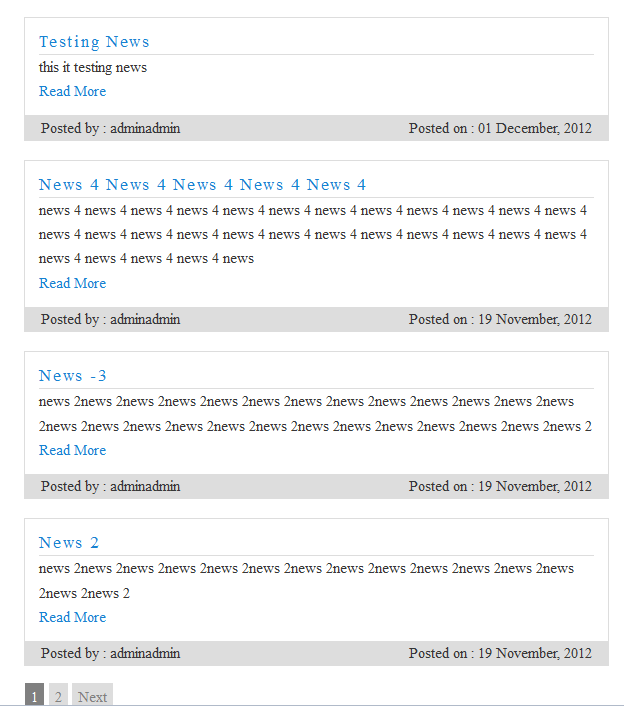 Testing News
this it testing news
Read More
Posted by : adminadmin Posted on : 01 December, 2012
News 4 News 4 News 4 News 4 News 4
news 4 news 4 news 4 news 4 news 4 news 4 news 4 news 4 news 4 news 4 news 4 news 4
news 4 news 4 news 4 news 4 news 4 news 4 news 4 news 4 news 4 news 4 news 4 news 4
news 4 news 4 news 4 news 4 news
Read More
Posted by : adminadmin Posted on : 19 November, 2012
News -3
news 2news 2news 2news 2news 2news 2news 2news 2news 2news 2news 2news 2news
2news 2news 2news 2news 2news 2news 2news 2news 2news 2news 2news 2news 2news 2
Read More
Posted by : adminadmin Posted on : 19 November, 2012
News 2
news 2news 2news 2news 2news 2news 2news 2news 2news 2news 2news 2news 2news
2news 2news 2
Read More
Posted by : adminadmin Posted on : 19 November, 2012
1 2 Next